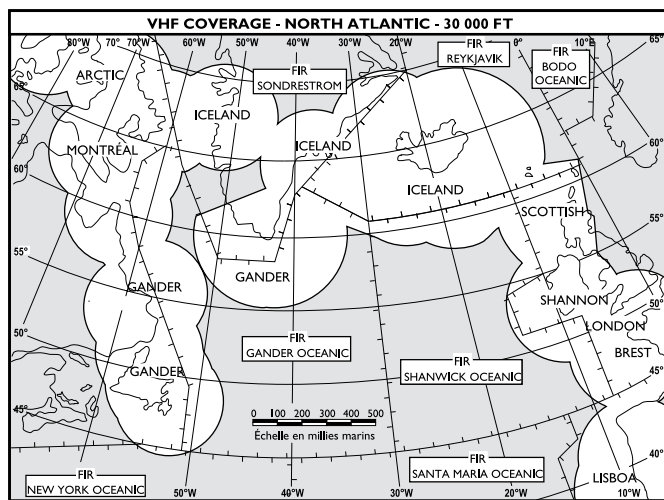 VHF COVERAGE - NORTH ATLANTIC - 30 000 FT
80°W 70°W 70°W 60°W 50°W 40°W 30°W 20°W 0° 10°W
FIR
REYKJAVIK
FIR
BODO
OCEANIC
FIR
SONDRESTROM
65°
65°
ARCTIC
ICELAND
ICELAND
MONTRÉAL
ICELAND
60°
60°
SCOTTISH
55°
55°
GANDER
GANDER
SHANNON
LONDON
50°
50°
BREST
FIR
GANDER OCEANIC
FIR
SHANWICK OCEANIC
GANDER
0 100 200 300 400 500
Échelle en millies marins
45°
45°
40°
FIR
NEW YORK OCEANIC
FIR
SANTA MARIA OCEANIC
LISBOA
50°W 40°W 30°W 20°W 10°W